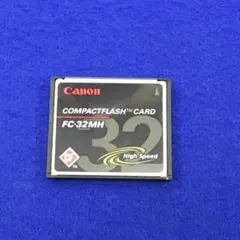 Canon
COMPACTFLASH™ CARD
FC-32MH
32
High Speed